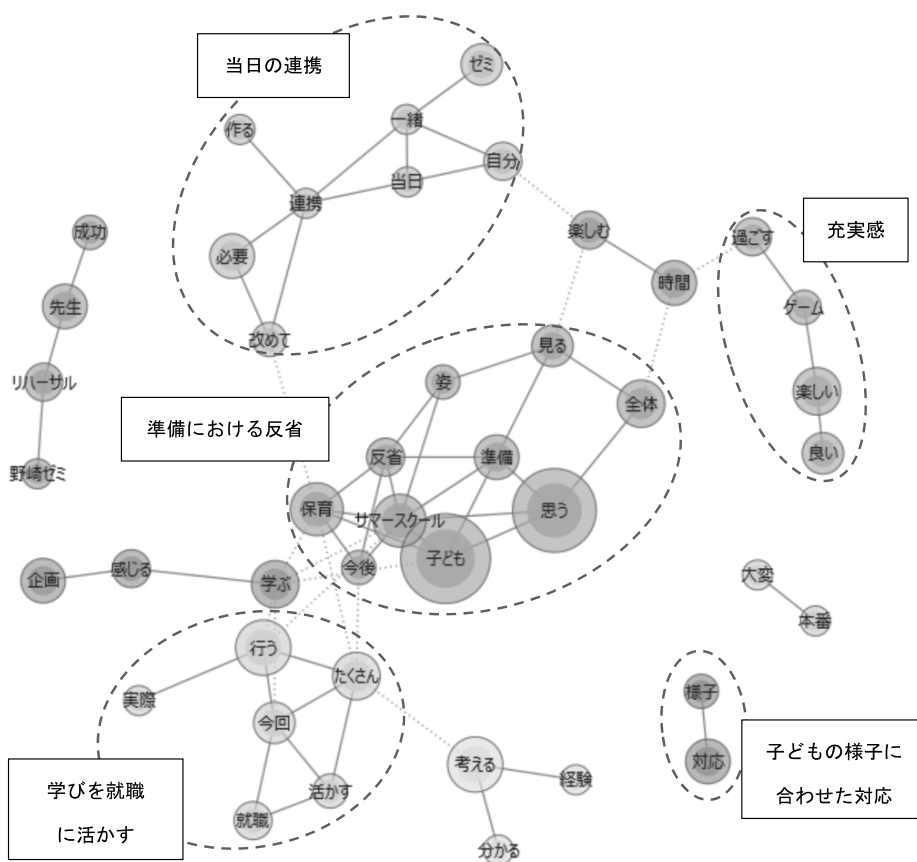 当日の連携
ゼミ
一緒
作る
自分
当日
連携
成功
必要
楽しむ
過ごす
充実感
先生
時間
ゲーム
改めて
見る
リハーサル
姿
全体
楽しい
準備における反省
反省
準備
良い
野崎ゼミ
保育
サマースクール
思う
子ども
企画
感じる
学ぶ
今後
大変
本番
行う
たくさん
実際
様子
今回
子どもの様子に
合わせた対応
対応
考える
経験
学びを就職
に活かす
活かす
就職
分かる